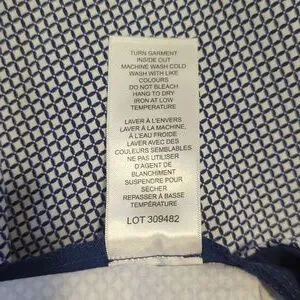 TURN GARMENT
INSIDE OUT
MACHINE WASH COLD
WASH WITH LIKE
COLOURS
DO NOT BLEACH
HANG TO DRY
IRON AT LOW
TEMPERATURE
LAVER À L'ENVERS
LAVER À LA MACHINE,
À L'EAU FROIDE
LAVER AVEC DES
COULEURS SEMBLABLES
NE PAS UTILISER
D'AGENT DE
BLANCHIMENT
SUSPENDRE POUR
SÉCHER
REPASSER À BASSE
TEMPÉRATURE
LOT 309482